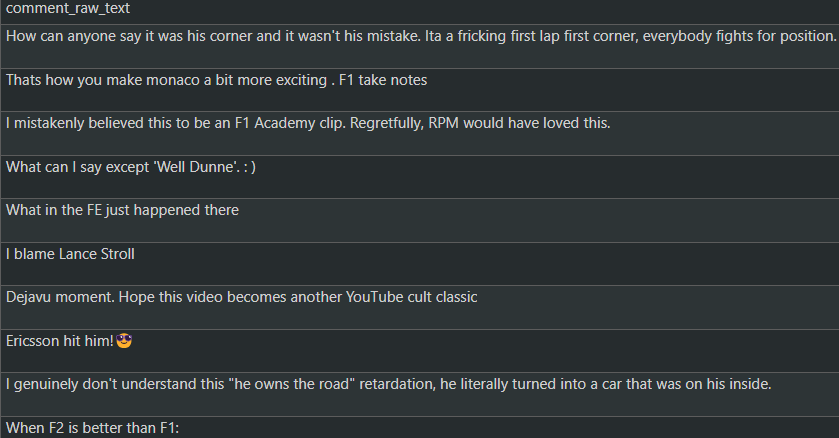 comment_raw_text
How can anyone say it was his corner and it wasn't his mistake. Ita a fricking first lap first corner, everybody fights for position.
Thats how you make monaco a bit more exciting . F1 take notes
I mistakenly believed this to be an F1 Academy clip. Regretfully, RPM would have loved this.
What can I say except 'Well Dunne'. : )
What in the FE just happened there
I blame Lance Stroll
Dejavu moment. Hope this video becomes another YouTube cult classic
Ericsson hit him!😎
I genuinely don't understand this "he owns the road" retardation, he literally turned into a car that was on his inside.
When F2 is better than F1: